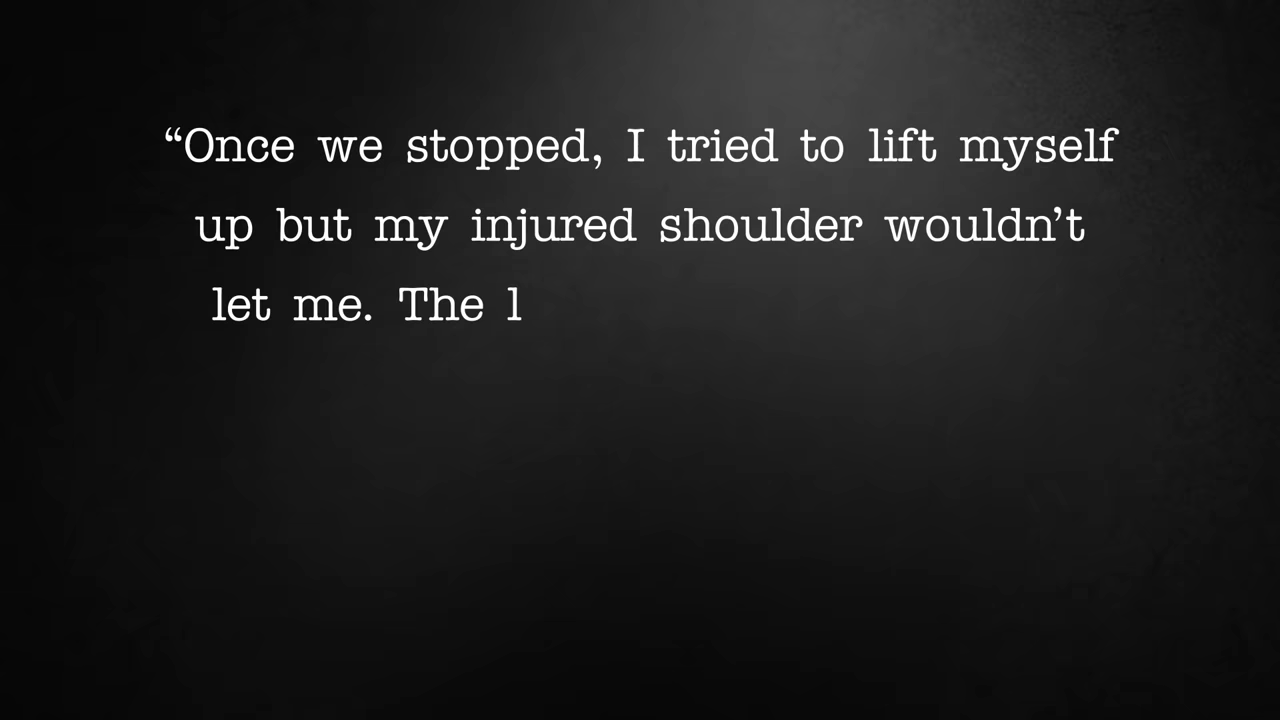 “Once we stopped, I tried to lift myself
up but my injured shoulder wouldn’t
let me. The l